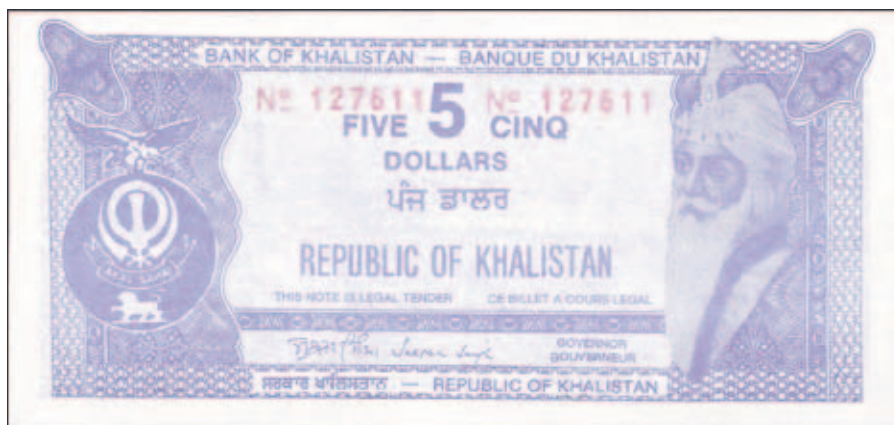 BANK OF KHALISTAN — BANQUE DU KHALISTAN
Nº 127611 Nº 127611
FIVE 5 CINQ
DOLLARS
ਪੰਜ ਡਾਲਰ
REPUBLIC OF KHALISTAN
THIS NOTE IS LEGAL TENDER CE BILLET A COURS LEGAL
GOVERNOR
GOUVERNEUR
ਸਰਕਾਰ ਖਾਲਿਸਤਾਨ — REPUBLIC OF KHALISTAN